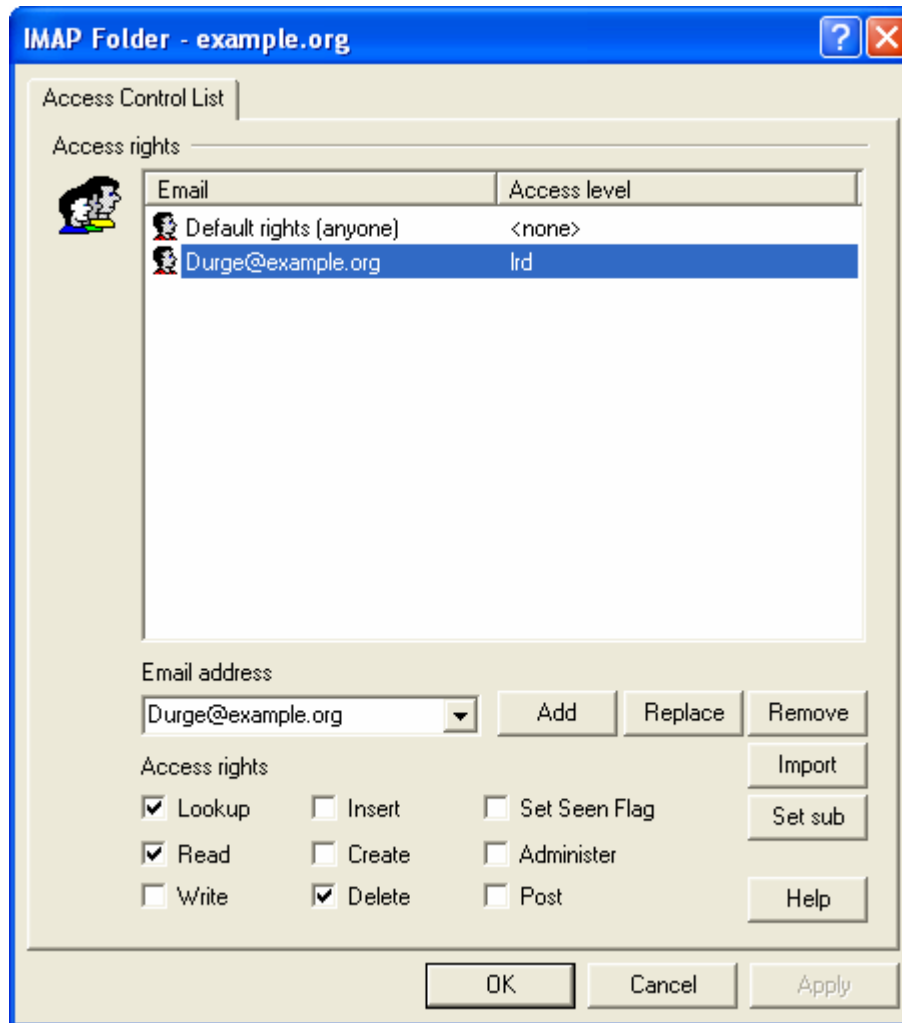 IMAP Folder - example.org
Access Control List
Access rights
Email Access level
Default rights (anyone) <none>
Durge@example.org lrd
Email address
Durge@example.org Add Replace Remove
Access rights Import
Lookup Insert Set Seen Flag Set sub
Read Create Administer
Write Delete Post Help
OK Cancel Apply